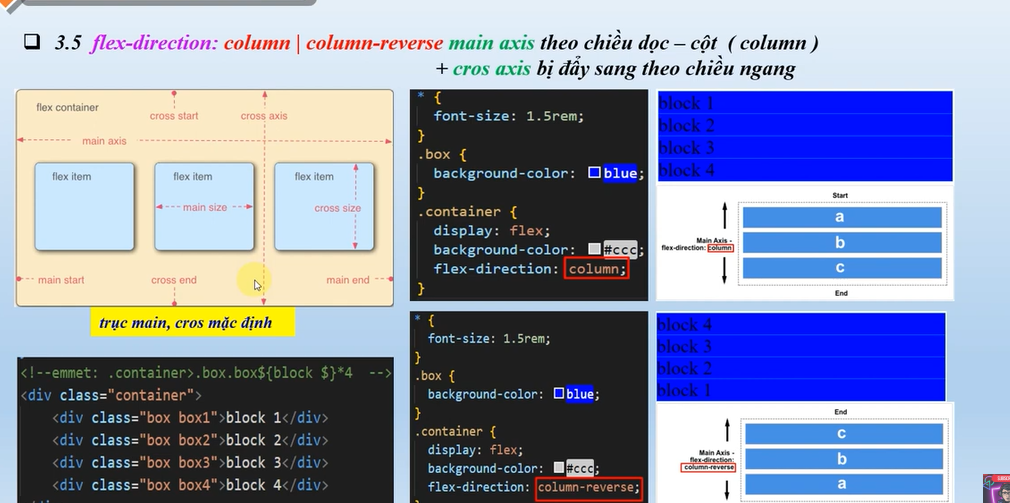 3.5 flex-direction: column | column-reverse main axis theo chiều dọc – cột ( column )
+ cros axis bị đẩy sang theo chiều ngang
flex container
cross start
cross axis
main axis
flex item
flex item
flex item
main size
cross size
main start
cross end
main end
trục main, cros mặc định
<!--emmet: .container>.box.box${block $}*4 -->
<div class="container">
<div class="box box1">block 1</div>
<div class="box box2">block 2</div>
<div class="box box3">block 3</div>
<div class="box box4">block 4</div>
* {
font-size: 1.5rem;
}
.box {
background-color: blue;
}
.container {
display: flex;
background-color: #ccc;
flex-direction: column;
}
block 1
block 2
block 3
block 4
Start
a
b
c
Main Axis -
flex-direction: column
End
* {
font-size: 1.5rem;
}
.box {
background-color: blue;
}
.container {
display: flex;
background-color: #ccc;
flex-direction: column-reverse;
block 4
block 3
block 2
block 1
End
c
b
a
Main Axis -
flex-direction:
column-reverse